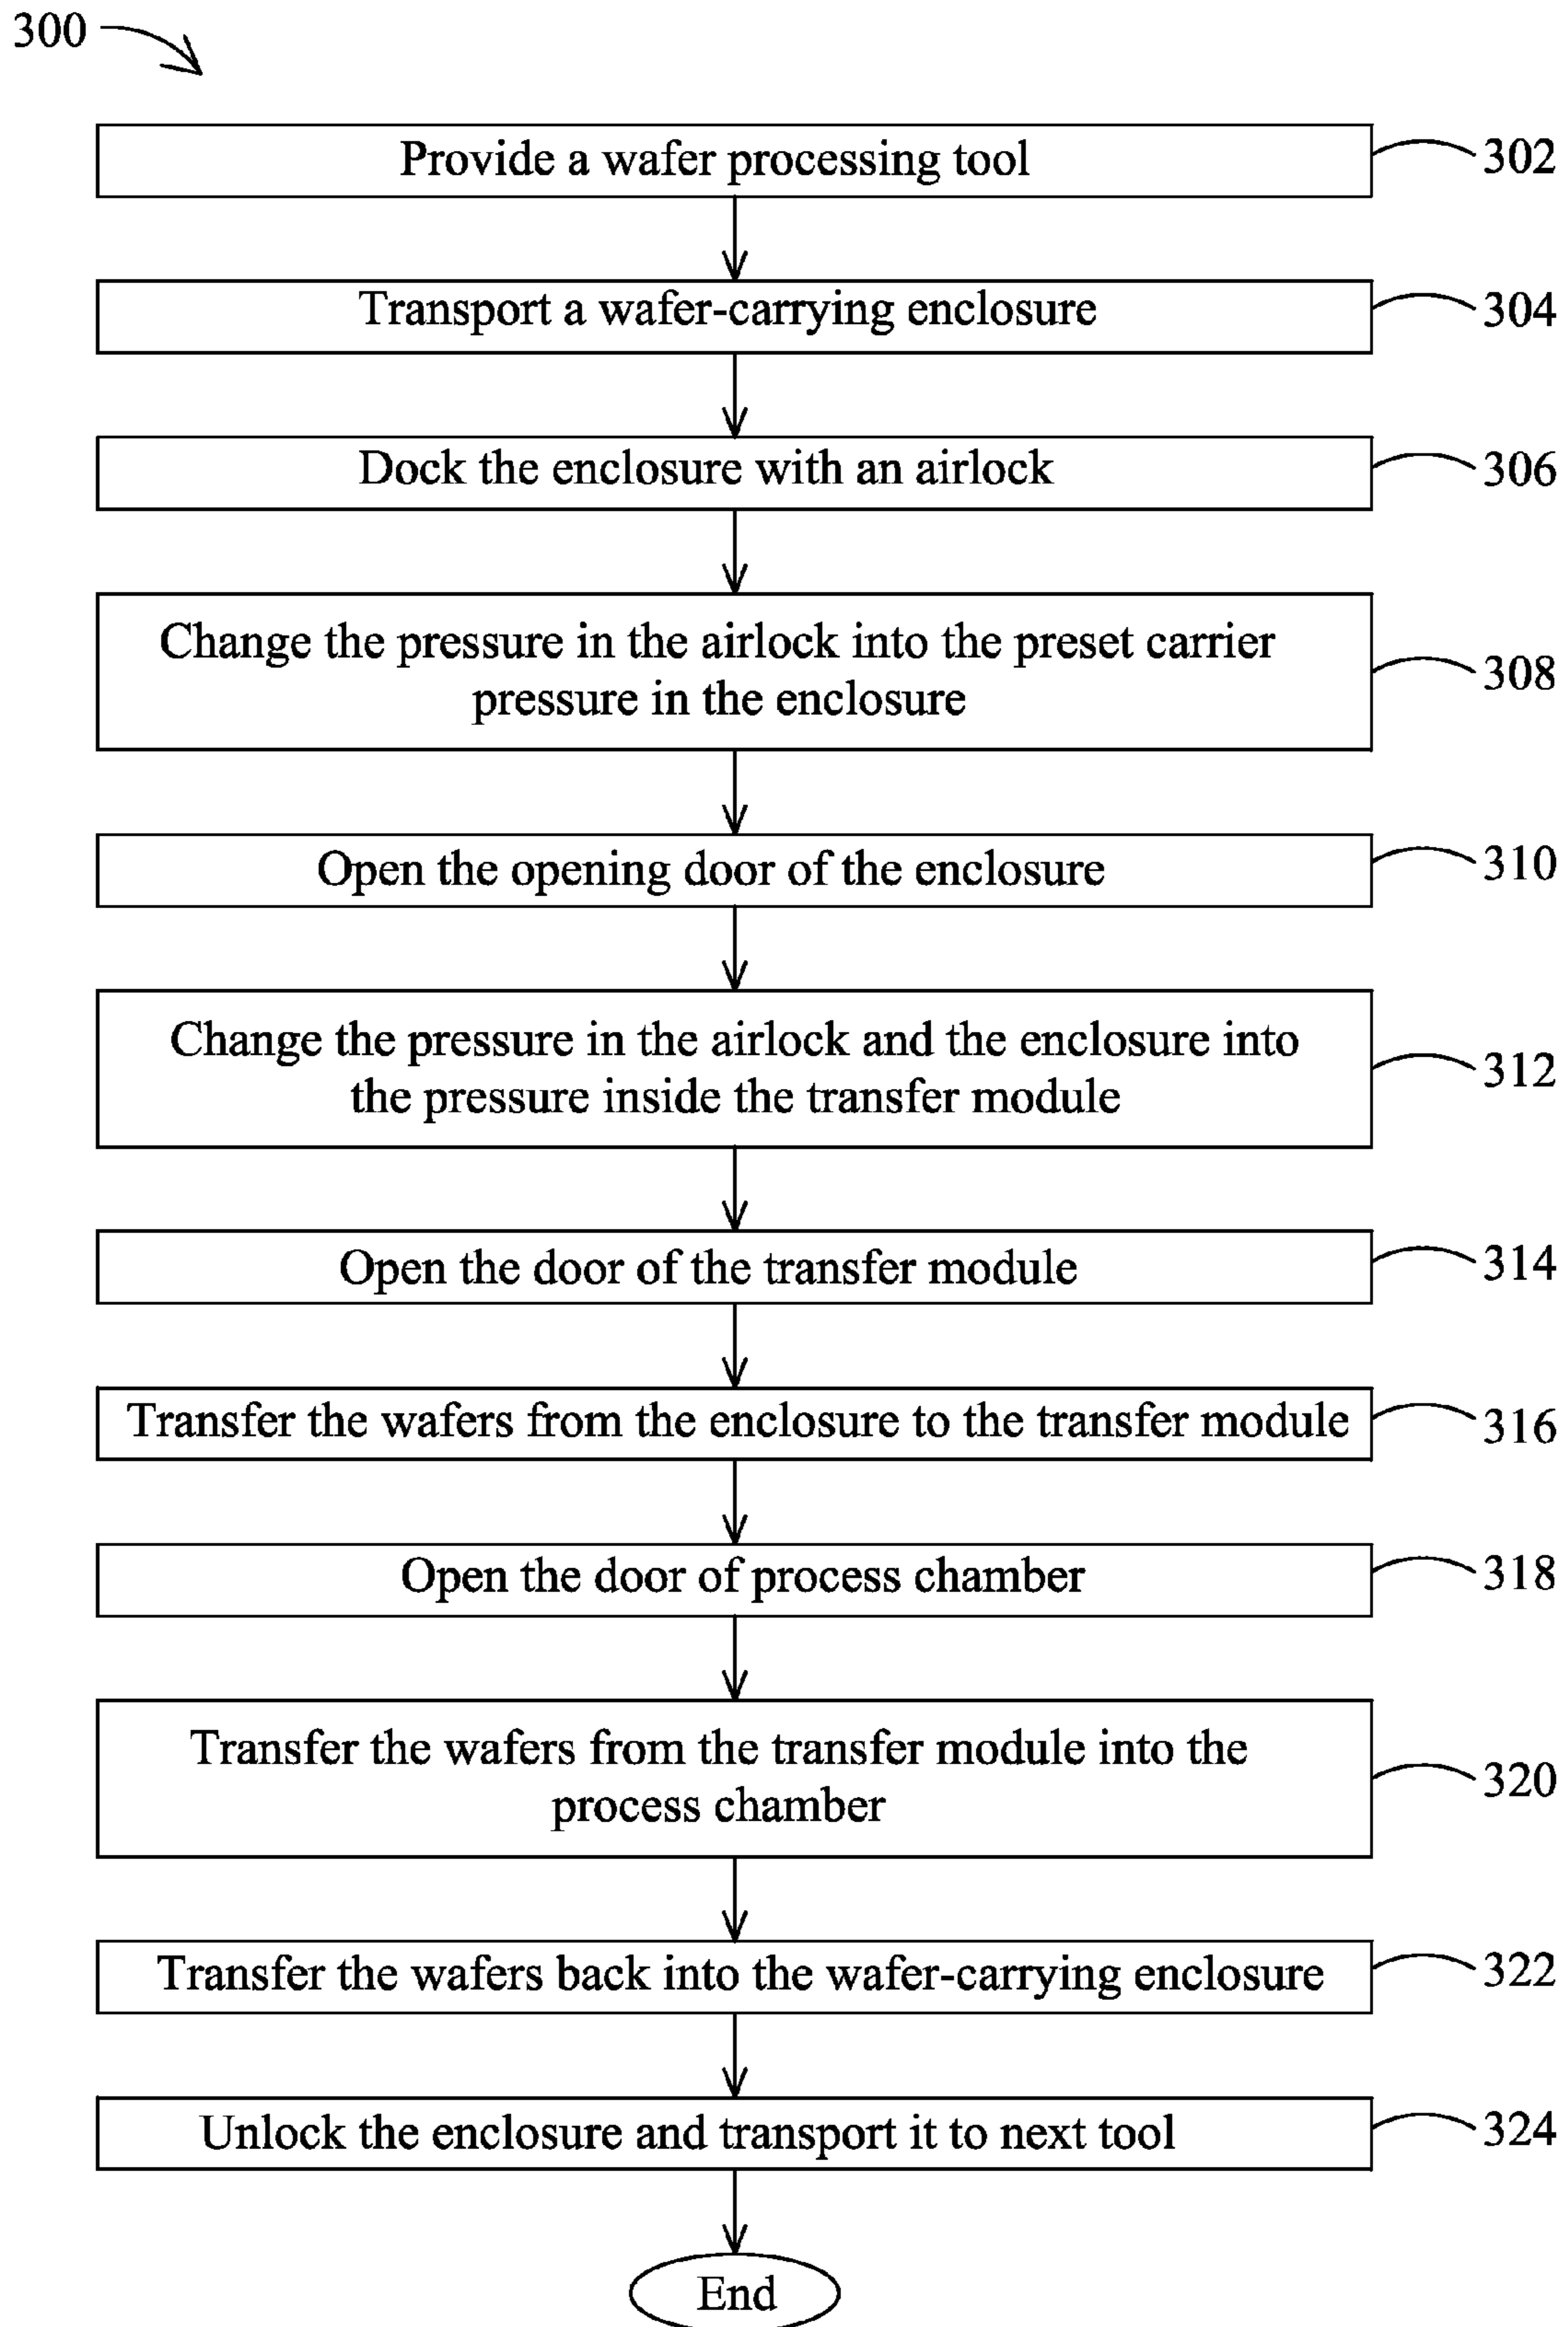 300
Provide a wafer processing tool
302
Transport a wafer-carrying enclosure
304
Dock the enclosure with an airlock
306
Change the pressure in the airlock into the preset carrier
pressure in the enclosure
308
Open the opening door of the enclosure
310
Change the pressure in the airlock and the enclosure into
the pressure inside the transfer module
312
Open the door of the transfer module
314
Transfer the wafers from the enclosure to the transfer module
316
Open the door of process chamber
318
Transfer the wafers from the transfer module into the
process chamber
320
Transfer the wafers back into the wafer-carrying enclosure
322
Unlock the enclosure and transport it to next tool
324
End